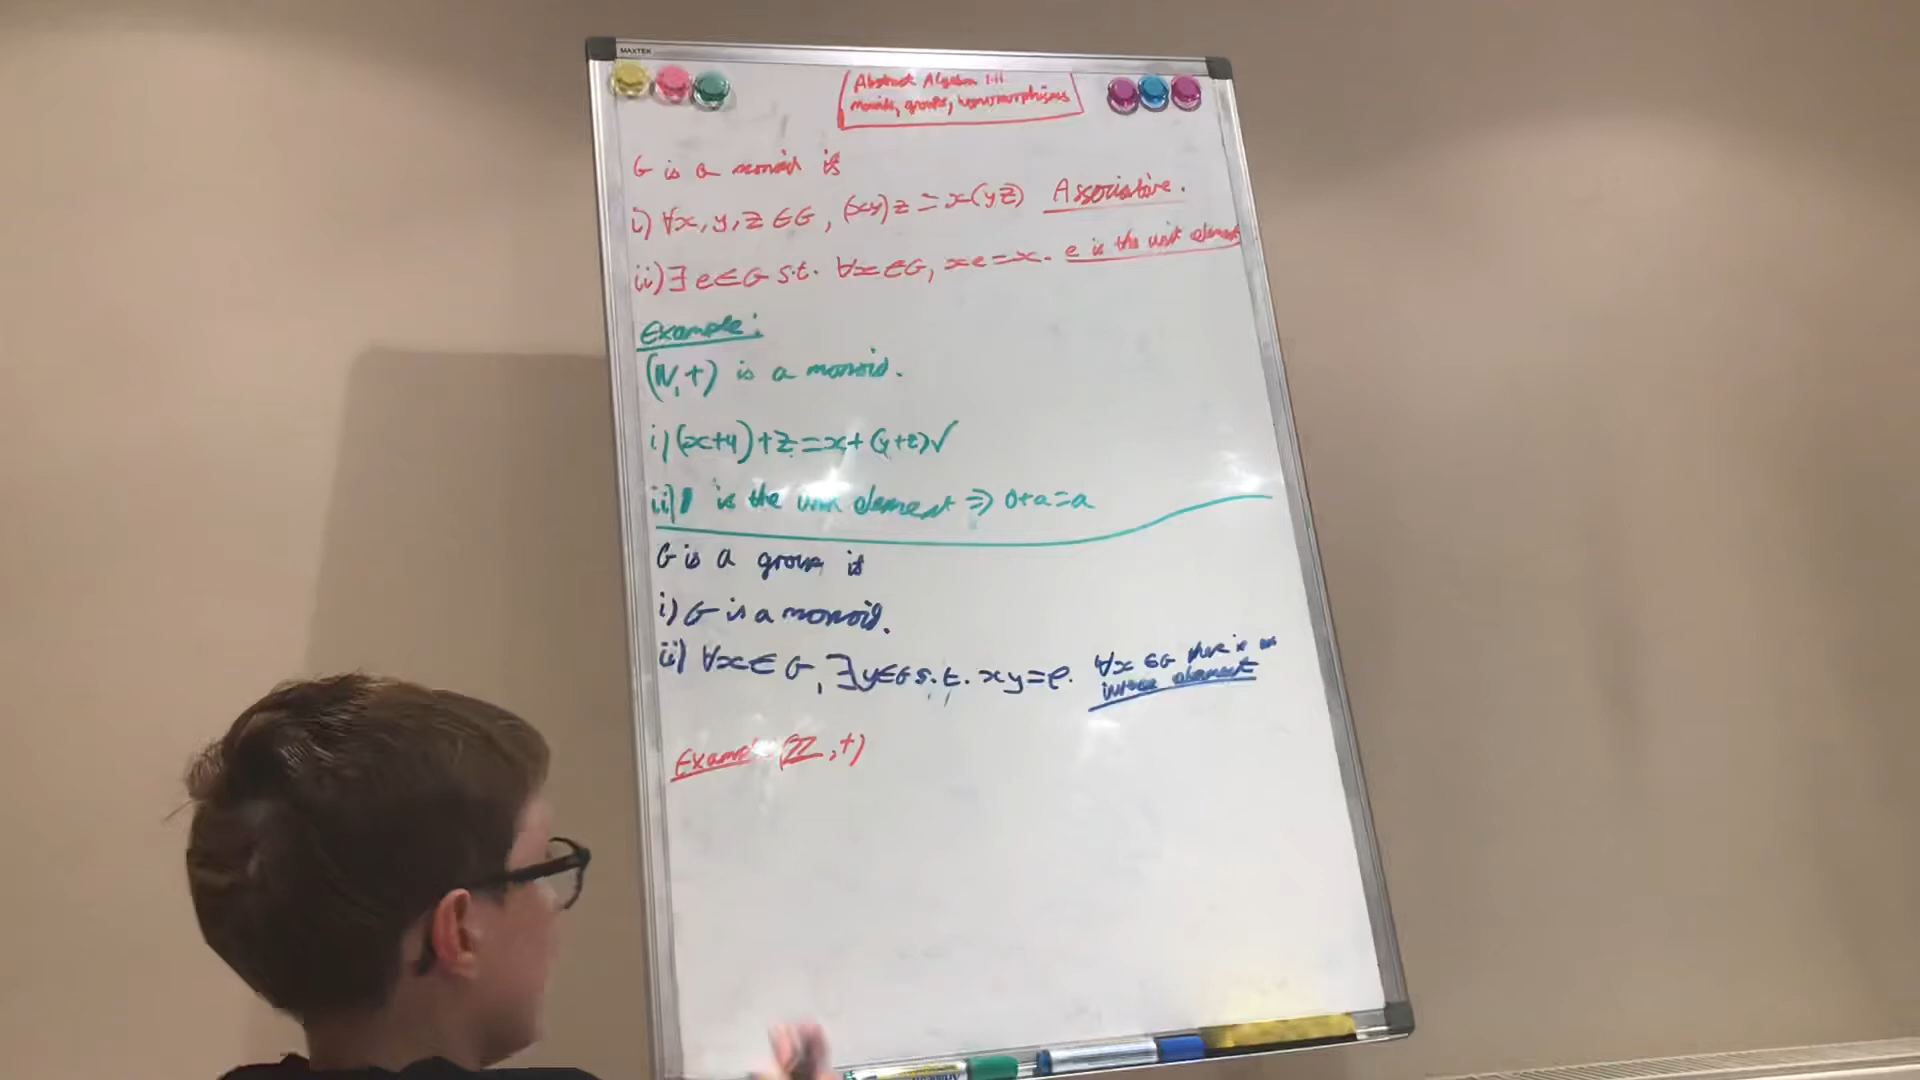 MAXTEK
Abstract Algebra 1.11
monoids, groups, homomorphisms
G is a monoid if
i) ∀x, y, z ∈ G, (xy)z = x(yz) Associative.
ii) ∃ e ∈ G s.t. ∀x ∈ G, xe = x. e is the unit element
Example:
(ℕ, +) is a monoid.
i) (x+y)+z = x+(y+z) ✓
ii) is the unit element ⇒ 0+a=a
G is a group if
i) G is a monoid.
ii) ∀x ∈ G, ∃y ∈ G s.t. xy = e. ∀x ∈ G there is an
inverse element
Example (ℤ, +)